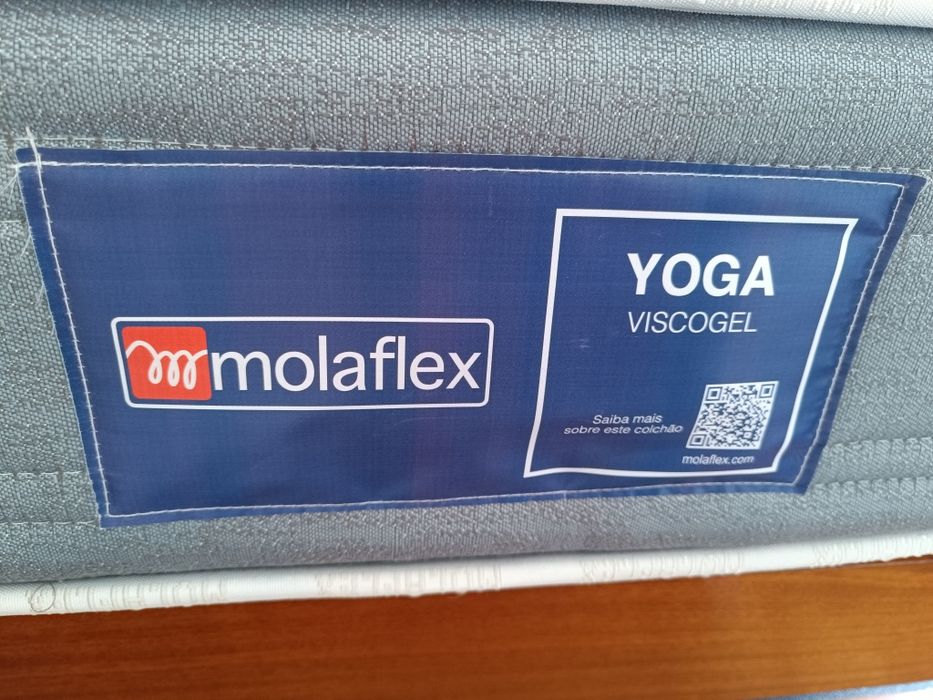 molaflex
YOGA
VISCOGEL
Saiba mais
sobre este colchão
molaflex.com